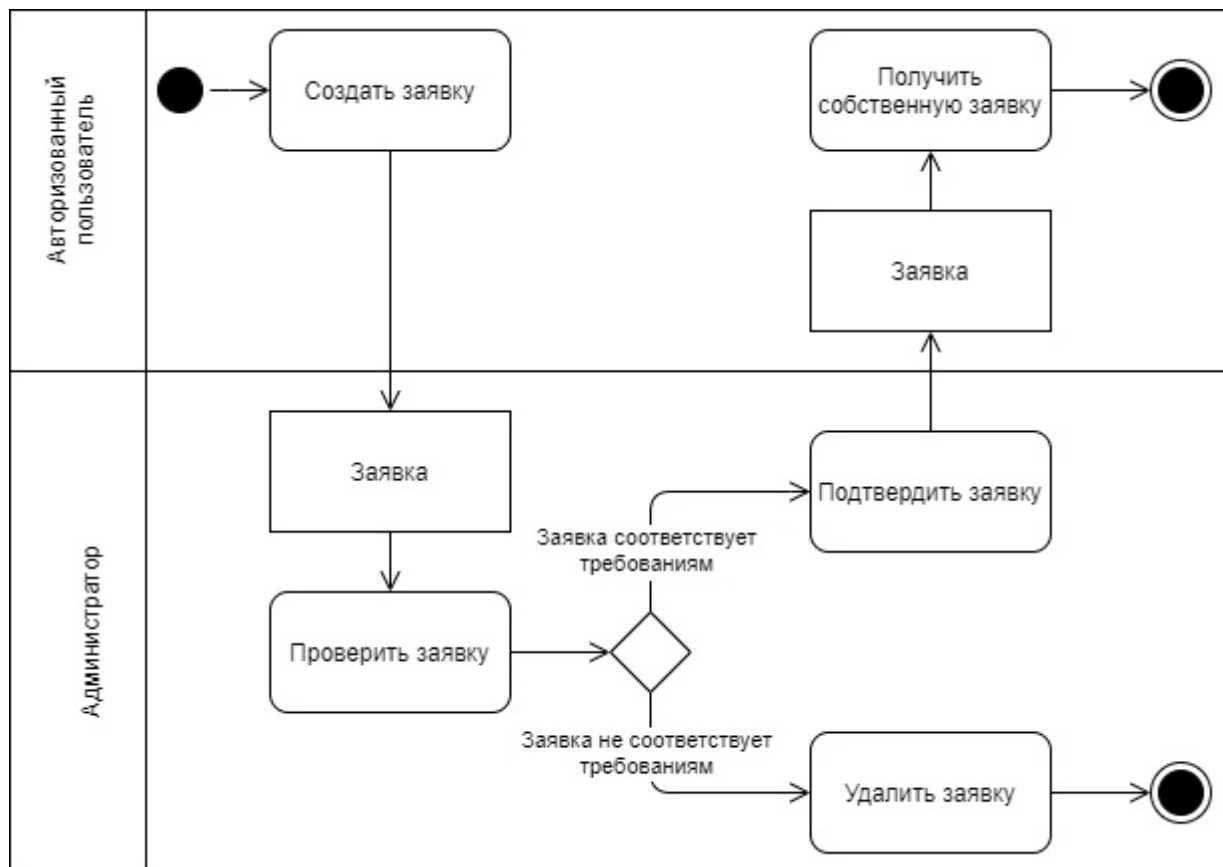 Авторизованный
пользователь
Создать заявку
Получить
собственную заявку
Заявка
Администратор
Заявка
Подтвердить заявку
Заявка соответствует
требованиям
Проверить заявку
Заявка не соответствует
требованиям
Удалить заявку